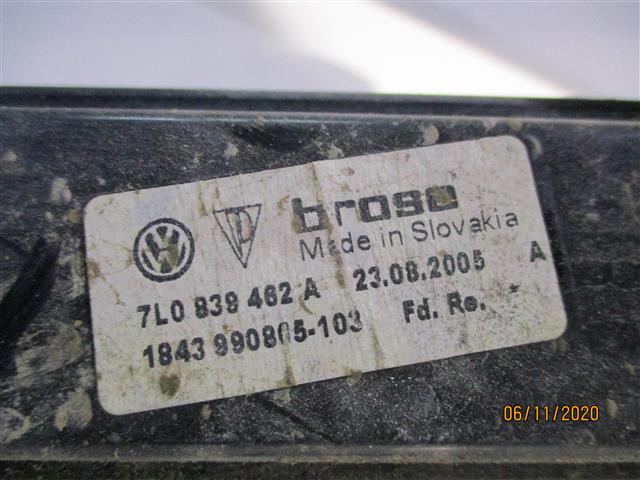 brose
Made in Slovakia
7L0 839 462 A 23.08.2005 A
1843 990805-103 Fd. Re.
06/11/2020